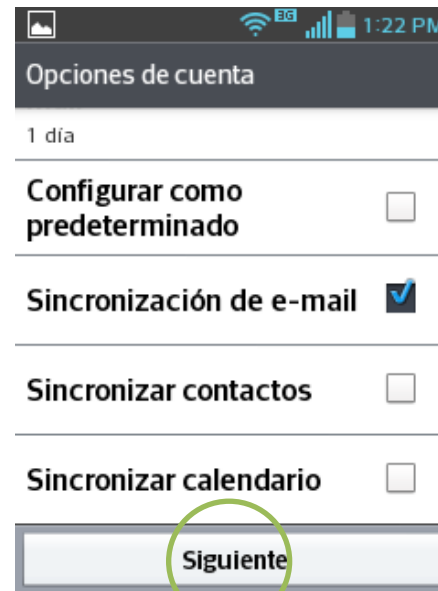 3G 1:22 PM
Opciones de cuenta
1 día
Configurar como
predeterminado
Sincronización de e-mail
Sincronizar contactos
Sincronizar calendario
Siguiente